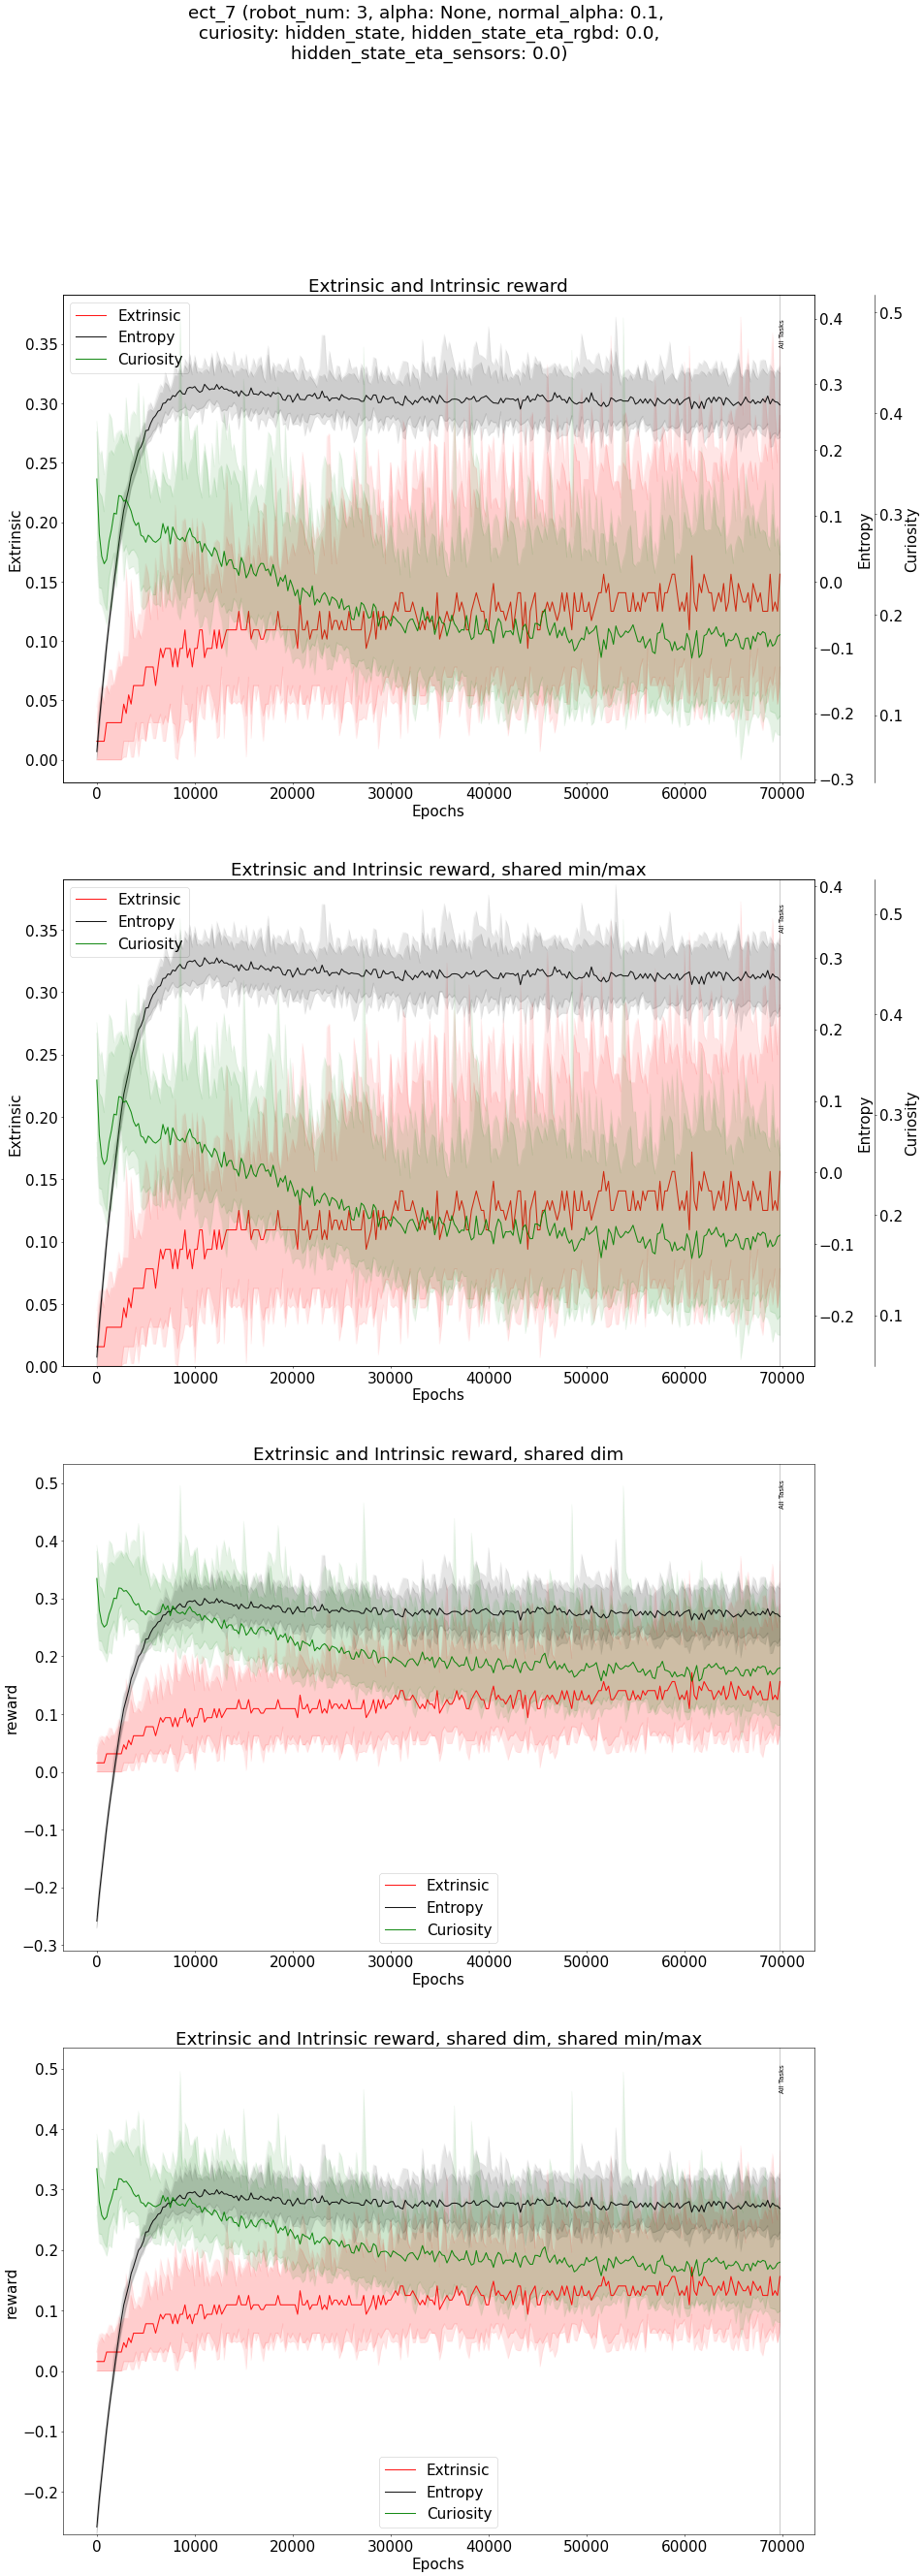 ect_7 (robot_num: 3, alpha: None, normal_alpha: 0.1,
curiosity: hidden_state, hidden_state_eta_rgbd: 0.0,
hidden_state_eta_sensors: 0.0)
Extrinsic and Intrinsic reward
Extrinsic
Entropy
Curiosity
All Tasks
0.35
0.30
0.25
0.20
0.15
0.10
0.05
0.00
Extrinsic
0.4
0.3
0.2
0.1
0.0
−0.1
−0.2
−0.3
Entropy
0.5
0.4
0.3
0.2
0.1
Curiosity
0 10000 20000 30000 40000 50000 60000 70000
Epochs
Extrinsic and Intrinsic reward, shared min/max
Extrinsic
Entropy
Curiosity
All Tasks
0.35
0.30
0.25
0.20
0.15
0.10
0.05
0.00
Extrinsic
0.4
0.3
0.2
0.1
0.0
−0.1
−0.2
Entropy
0.5
0.4
0.3
0.2
0.1
Curiosity
0 10000 20000 30000 40000 50000 60000 70000
Epochs
Extrinsic and Intrinsic reward, shared dim
All Tasks
0.5
0.4
0.3
0.2
0.1
0.0
−0.1
−0.2
−0.3
reward
Extrinsic
Entropy
Curiosity
0 10000 20000 30000 40000 50000 60000 70000
Epochs
Extrinsic and Intrinsic reward, shared dim, shared min/max
All Tasks
0.5
0.4
0.3
0.2
0.1
0.0
−0.1
−0.2
reward
Extrinsic
Entropy
Curiosity
0 10000 20000 30000 40000 50000 60000 70000
Epochs